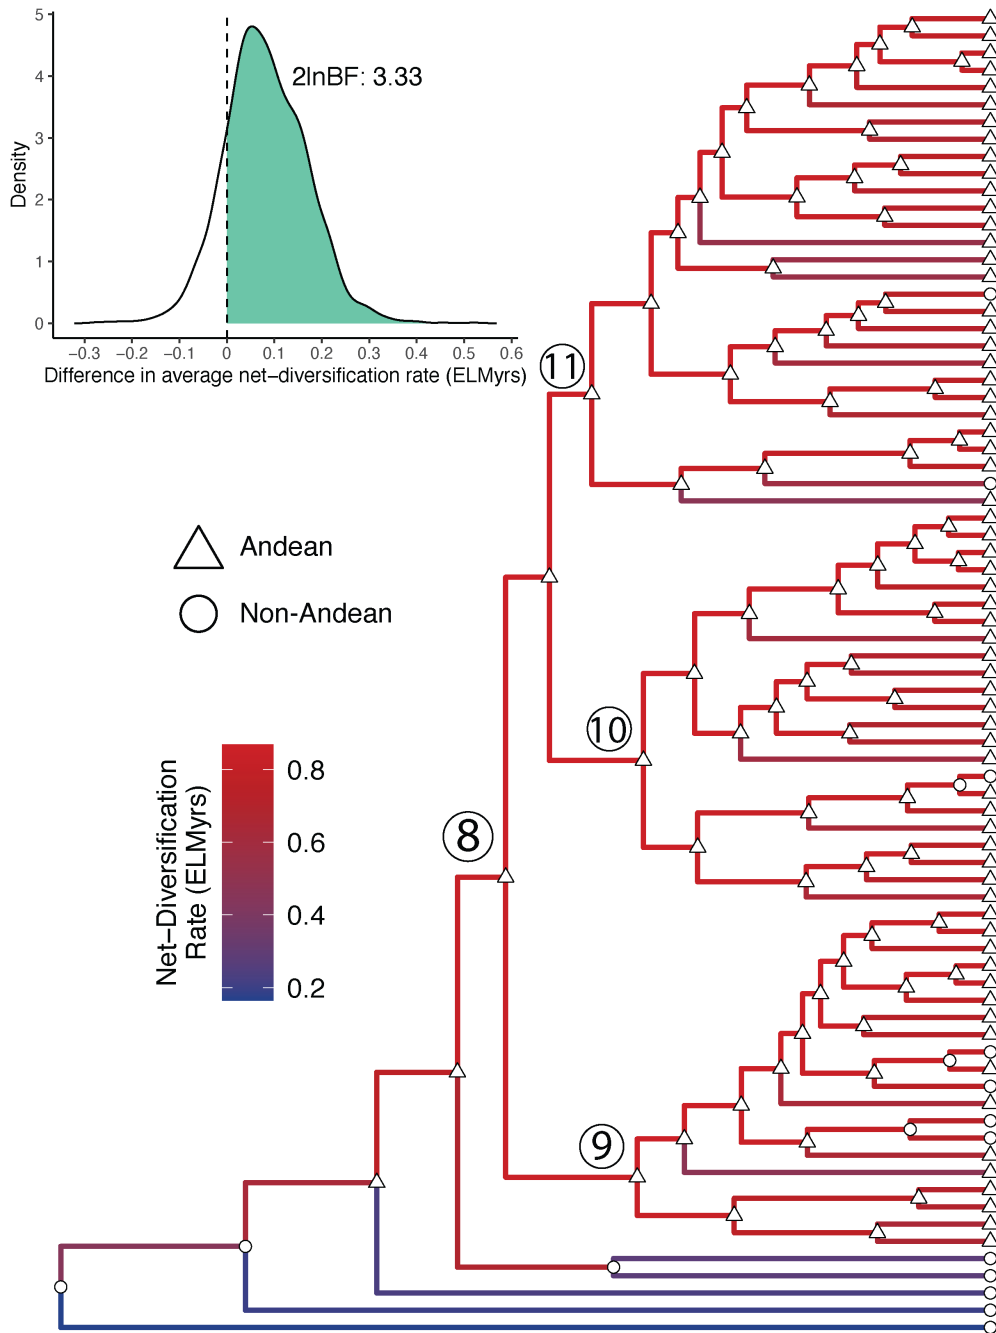 5
4
3
2
1
0
Density
2lnBF: 3.33
−0.3 −0.2 −0.1 0 0.1 0.2 0.3 0.4 0.5 0.6
Difference in average net−diversification rate (ELMyrs)
11
Andean
Non-Andean
10
Net−Diversification
Rate (ELMyrs)
0.8
0.6
0.4
0.2
8
9